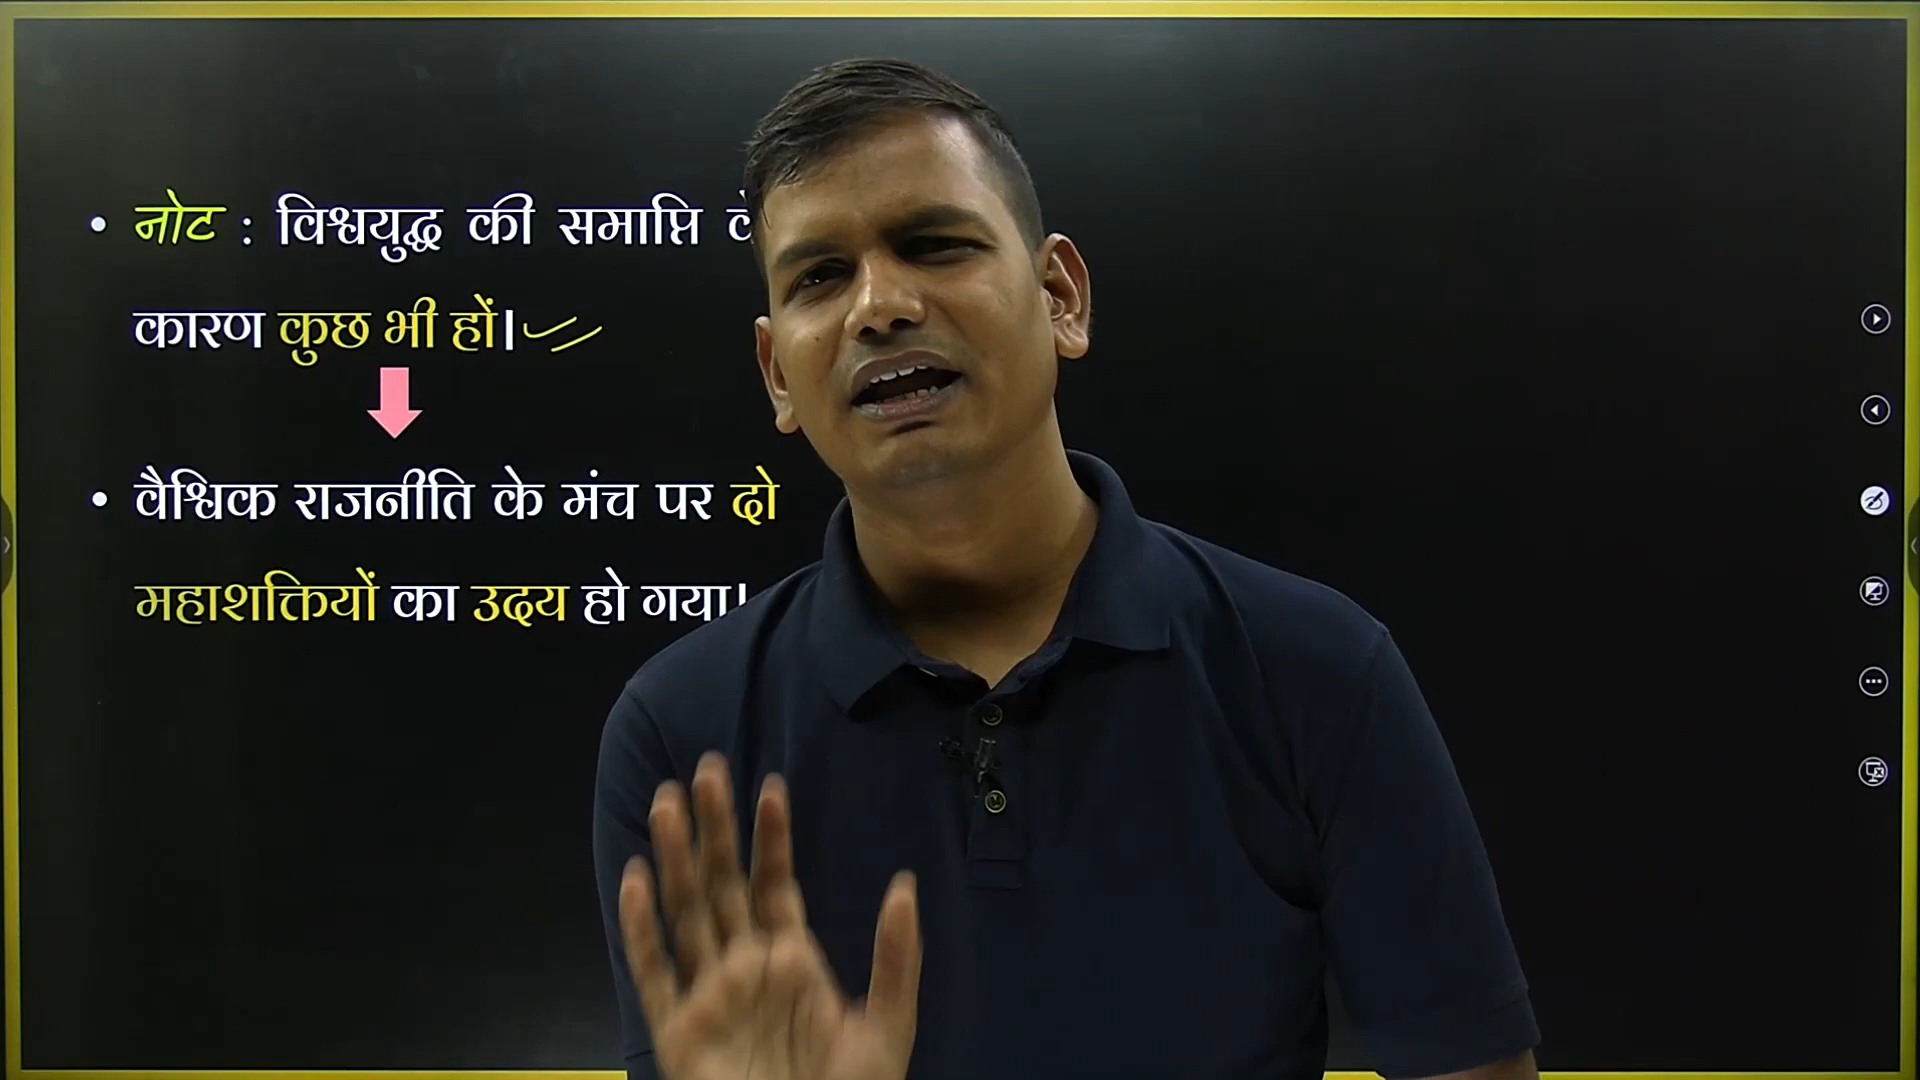 • नोट : विश्वयुद्ध की समाप्ति
कारण कुछ भी हों।
• वैश्विक राजनीति के मंच पर दो
महाशक्तियों का उदय हो गया।